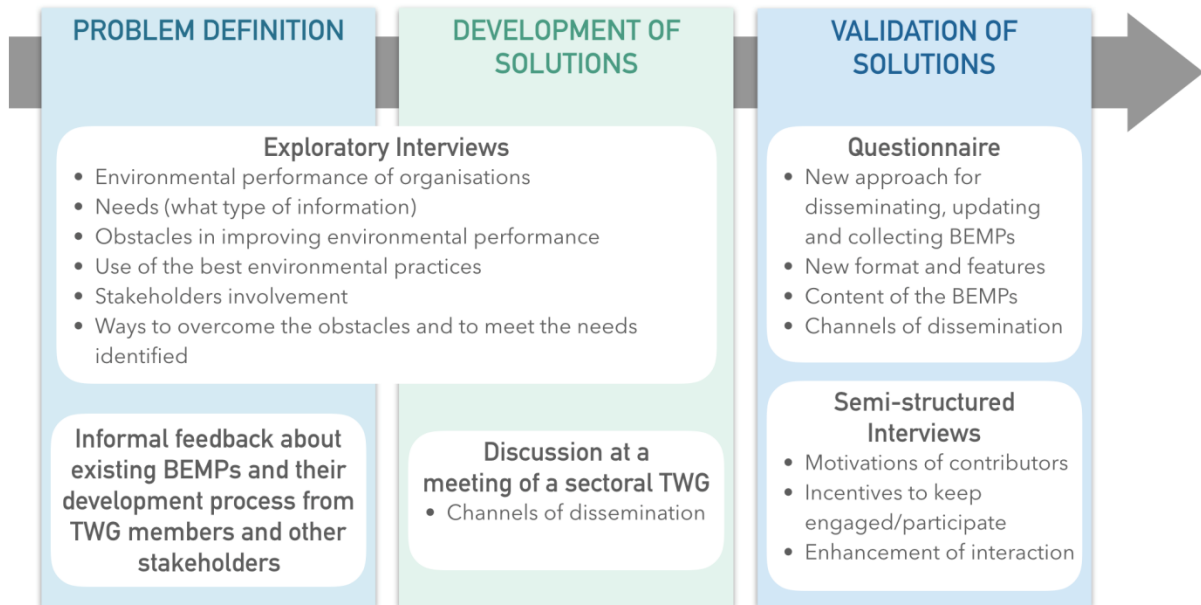 PROBLEM DEFINITION
DEVELOPMENT OF
SOLUTIONS
VALIDATION OF
SOLUTIONS
Exploratory Interviews
• Environmental performance of organisations
• Needs (what type of information)
• Obstacles in improving environmental performance
• Use of the best environmental practices
• Stakeholders involvement
• Ways to overcome the obstacles and to meet the needs
identified
Informal feedback about
existing BEMPs and their
development process from
TWG members and other
stakeholders
Discussion at a
meeting of a sectoral TWG
• Channels of dissemination
Questionnaire
• New approach for
disseminating, updating
and collecting BEMPs
• New format and features
• Content of the BEMPs
• Channels of dissemination
Semi-structured
Interviews
• Motivations of contributors
• Incentives to keep
engaged/participate
• Enhancement of interaction